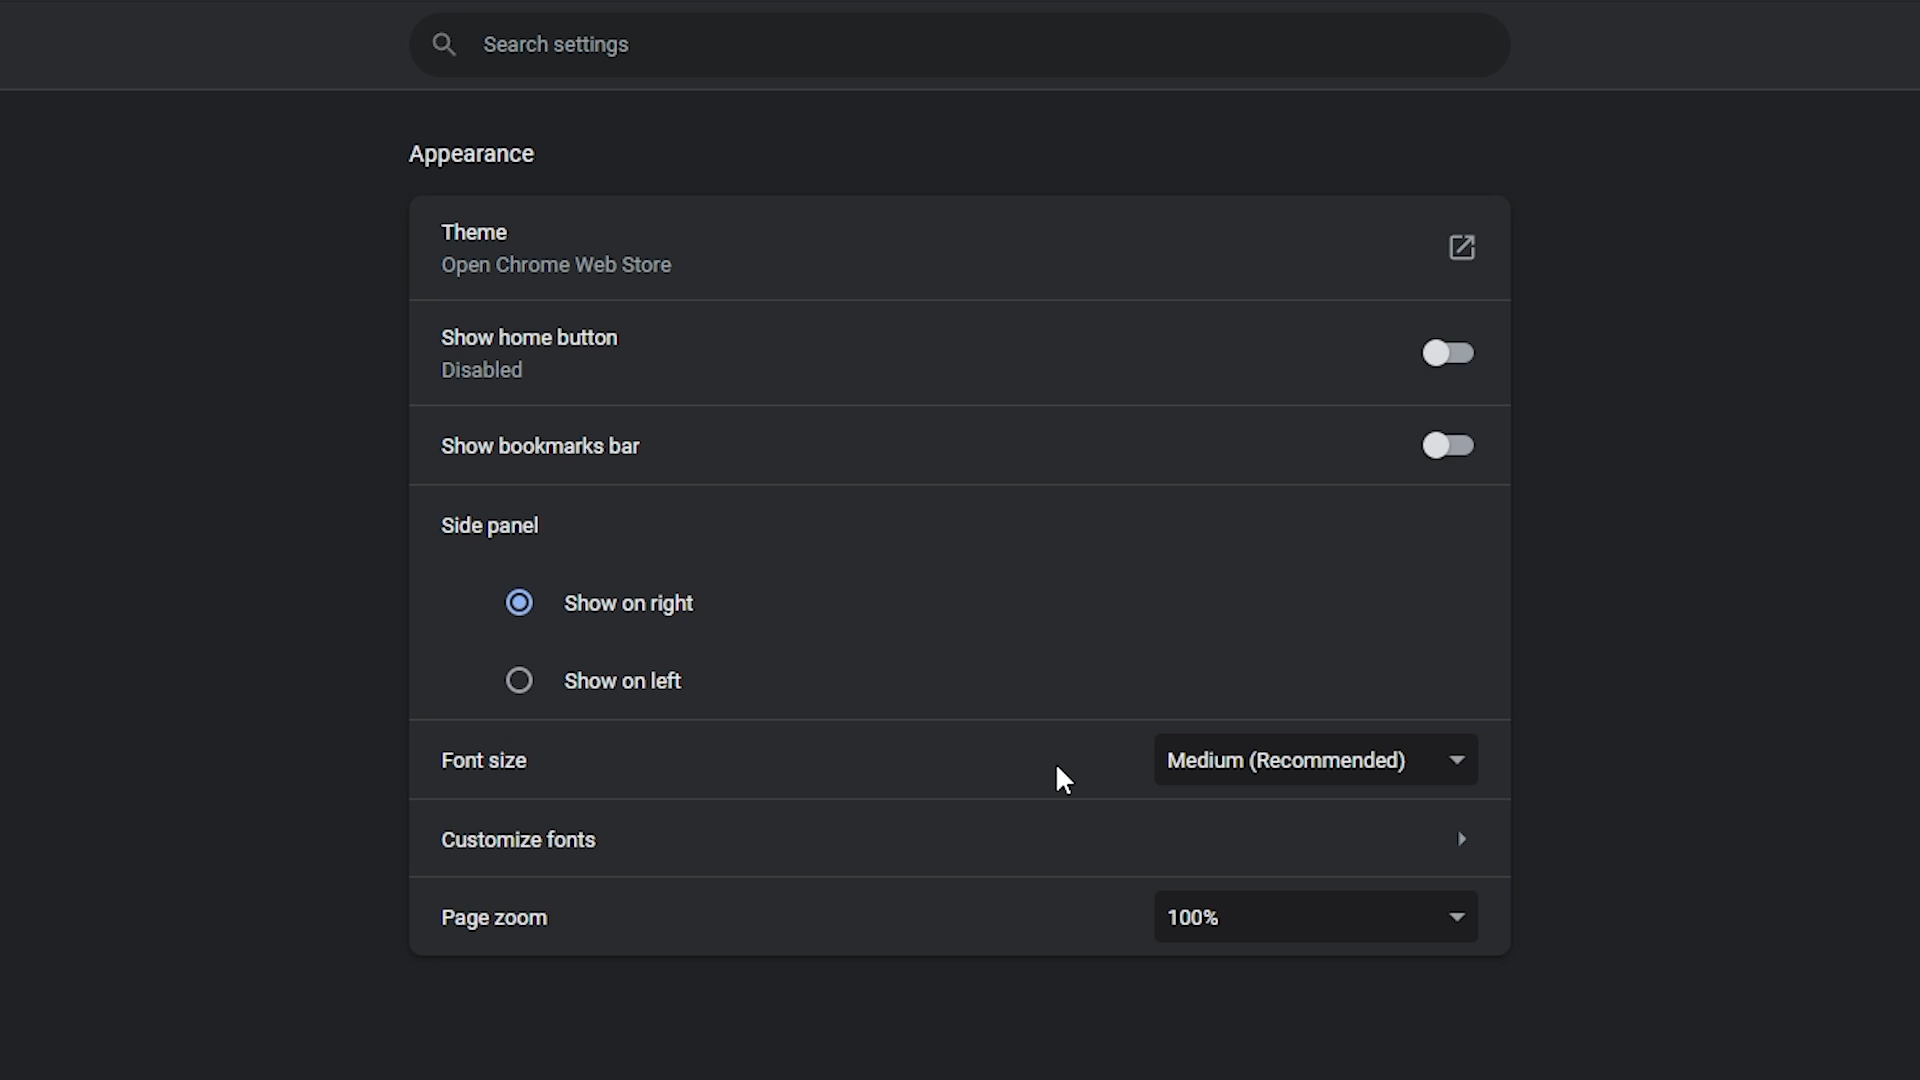 Search settings
Appearance
Theme
Open Chrome Web Store
Show home button
Disabled
Show bookmarks bar
Side panel
Show on right
Show on left
Font size
Medium (Recommended)
Customize fonts
Page zoom
100%